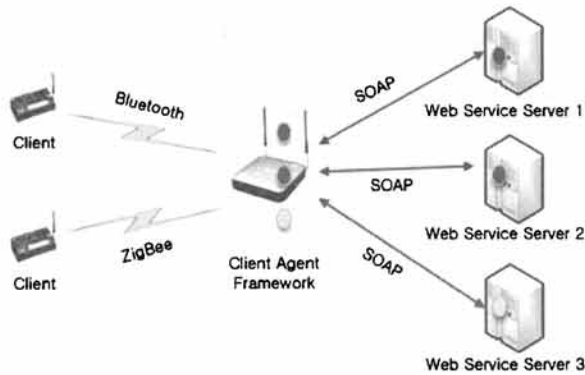 SOAP
Web Service Server 1
Bluetooth
Client
SOAP
Web Service Server 2
ZigBee
Client
Client Agent
Framework
SOAP
Web Service Server 3